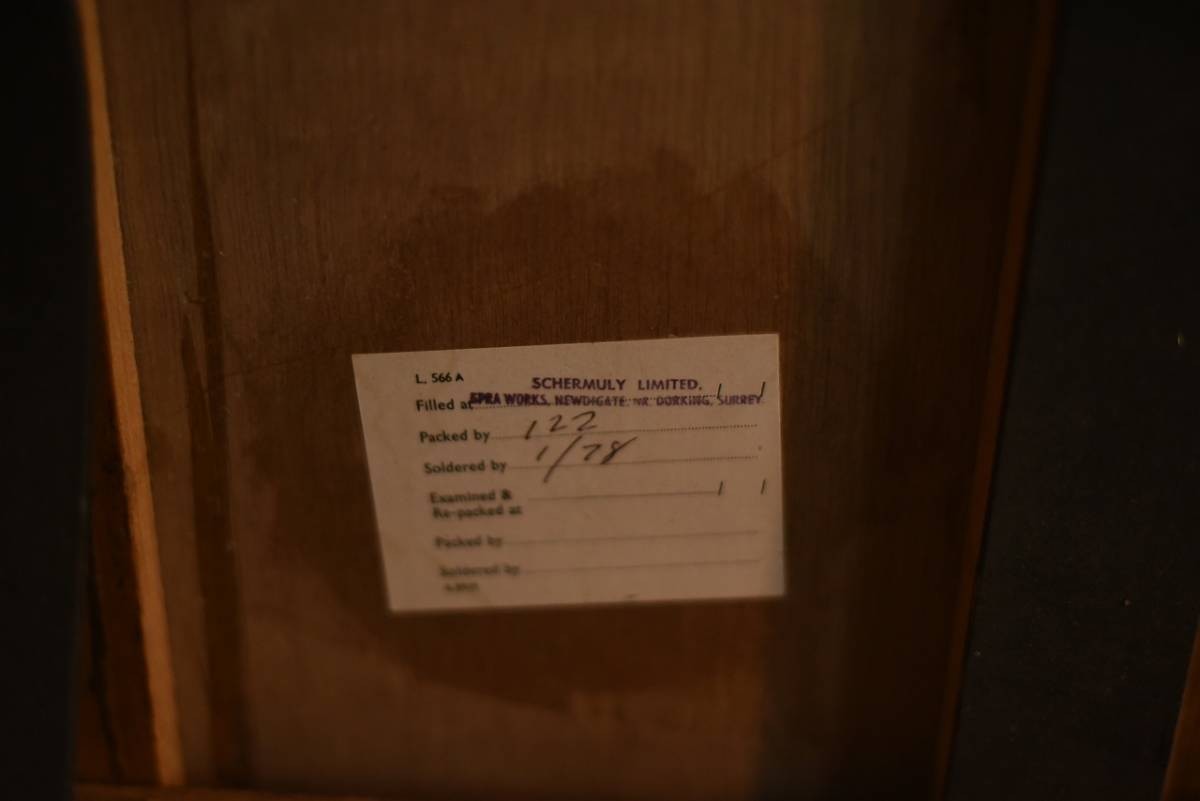 L. 566 A
SCHERMULY LIMITED,
Filled at SPRA WORKS, NEWDIGATE, NR. DORKING, SURREY. / /
Packed by 122
Soldered by 1/78
Examined & / /
Re-packed at
Packed by
Soldered by